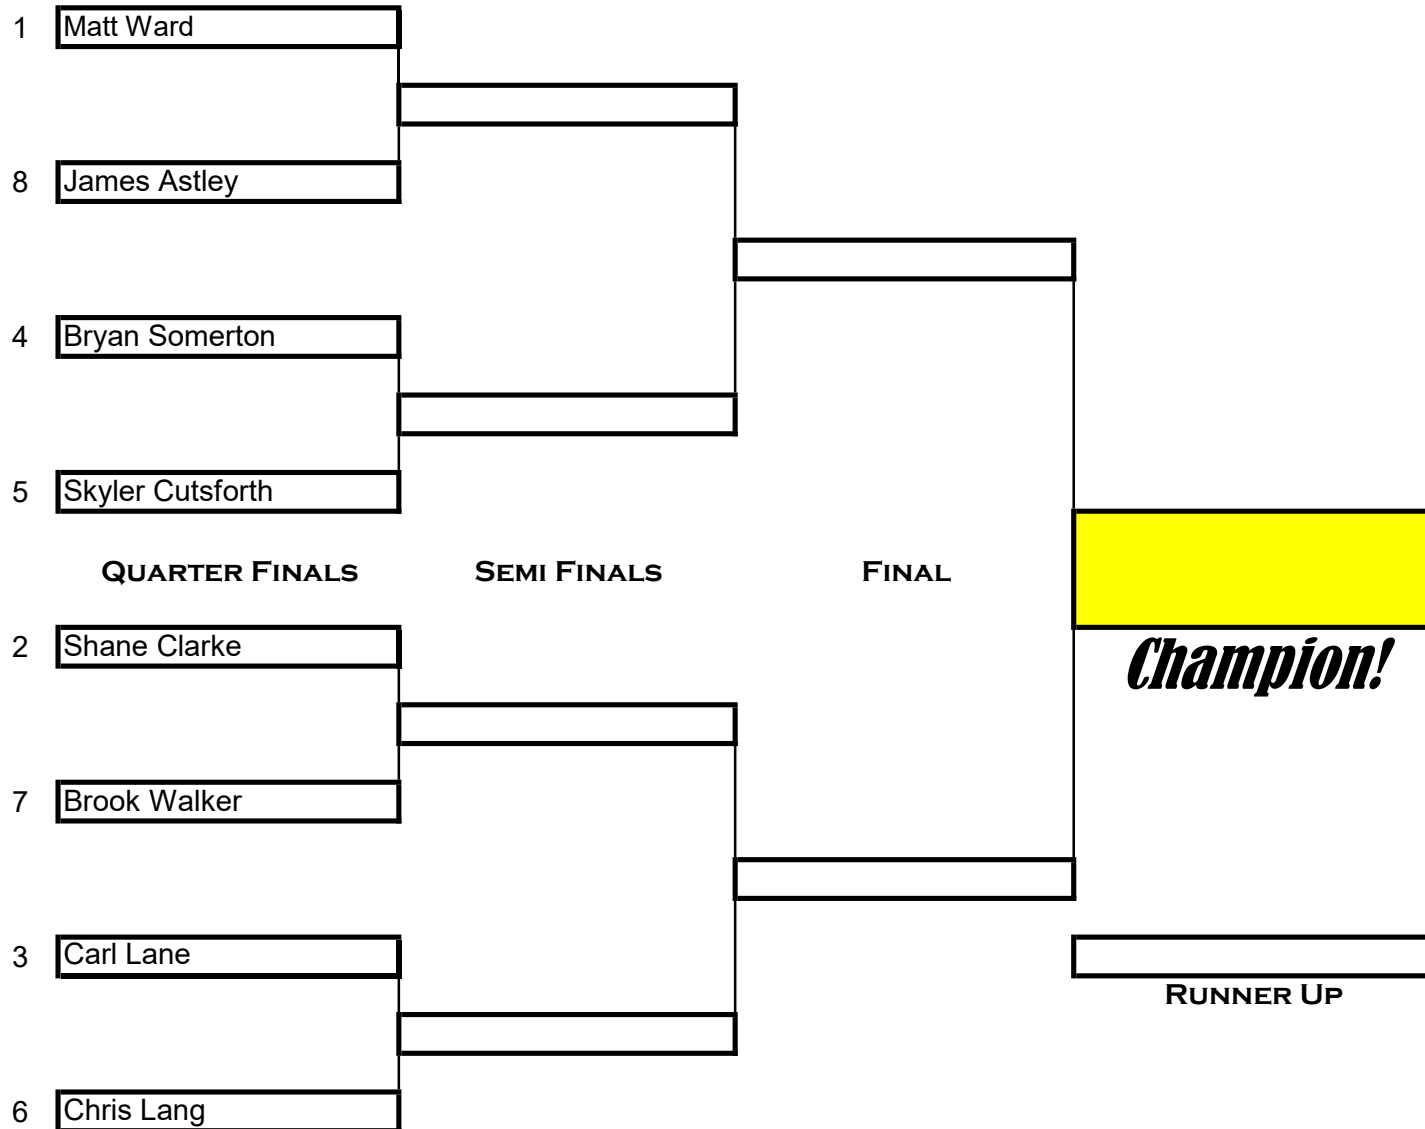 1 Matt Ward
8 James Astley
4 Bryan Somerton
5 Skyler Cutsforth
QUARTER FINALS SEMI FINALS FINAL
2 Shane Clarke
Champion!
7 Brook Walker
3 Carl Lane
RUNNER UP
6 Chris Lang